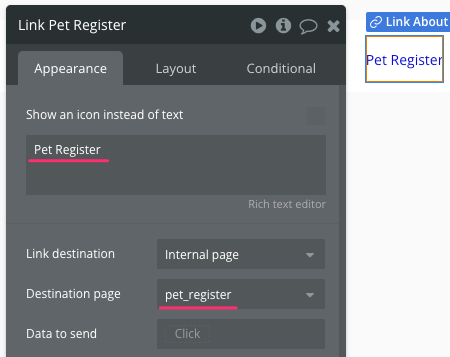 Link Pet Register
Link About
Pet Register
Appearance
Layout
Conditional
Show an icon instead of text
Pet Register
Rich text editor
Link destination
Internal page
Destination page
pet_register
Data to send
Click